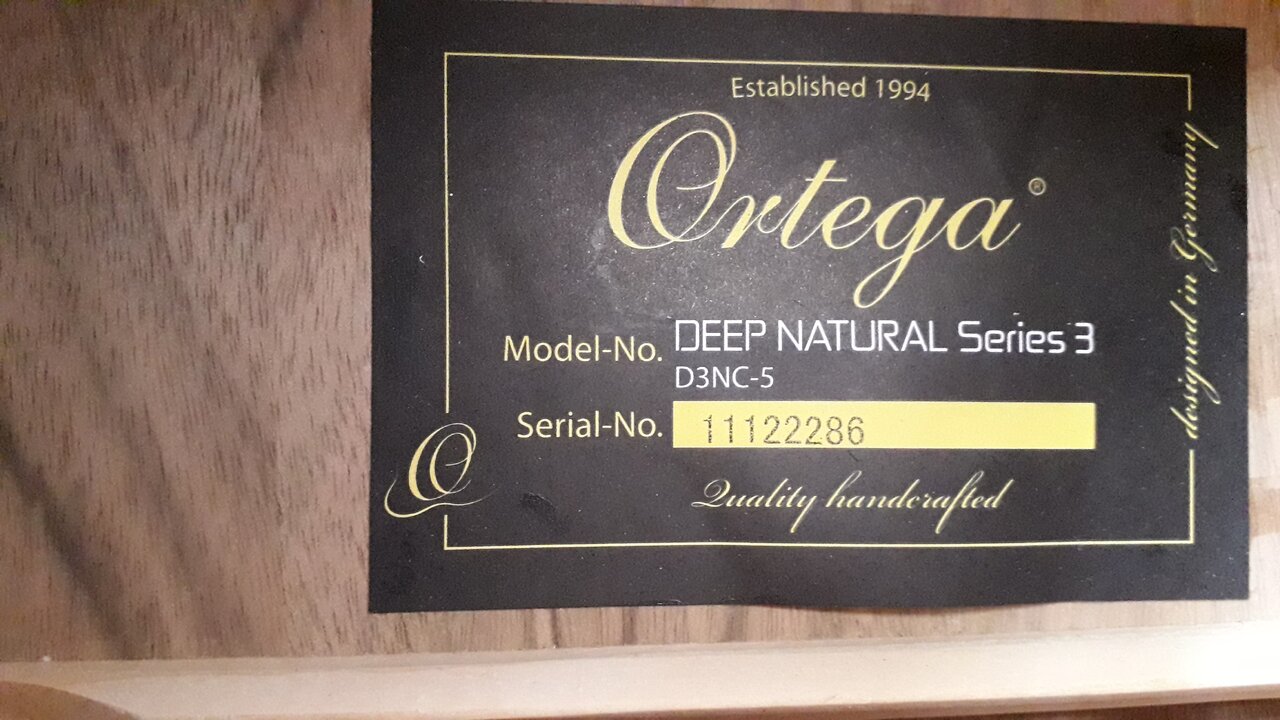 Established 1994
Ortega®
Model-No. DEEP NATURAL Series 3
D3NC-5
Serial-No. 11122286
Quality handcrafted
O
designed in Germany